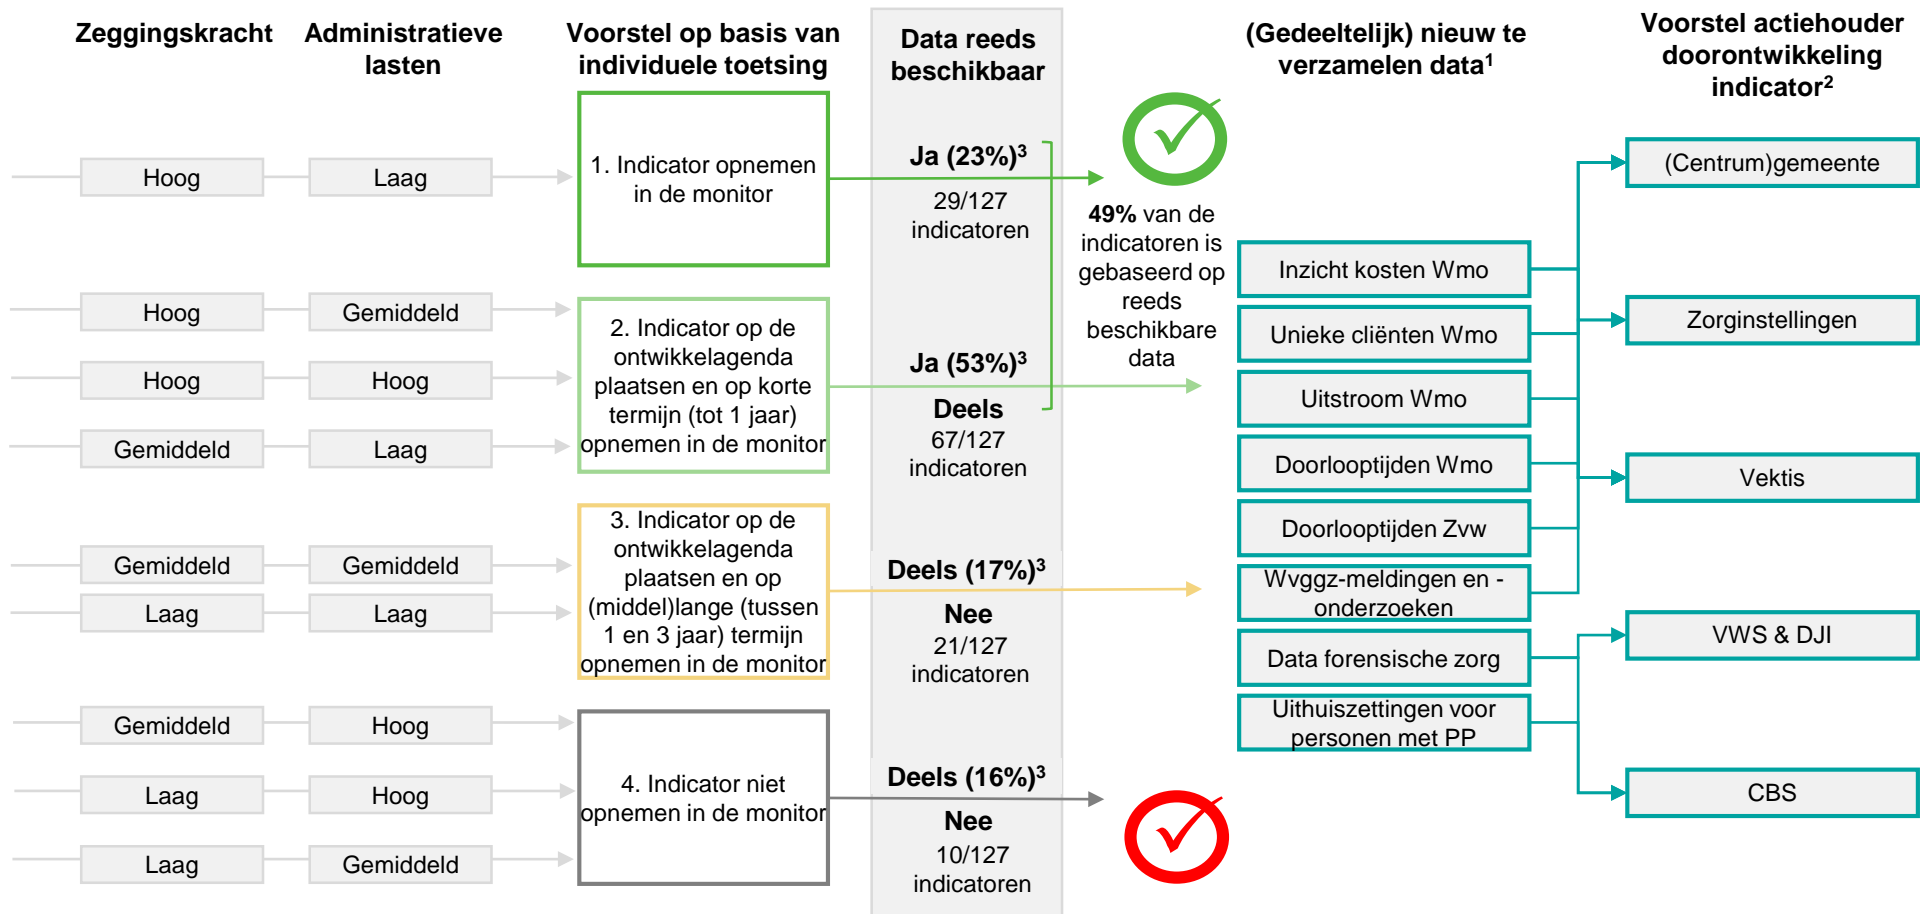 Zeggingskracht
Administratieve
lasten
Voorstel op basis van
individuele toetsing
Data reeds
beschikbaar
(Gedeeltelijk) nieuw te
verzamelen data1
Voorstel actiehouder
doorontwikkeling
indicator2
Hoog
Laag
1. Indicator opnemen
in de monitor
Ja (23%)3
29/127
indicatoren
Hoog
Gemiddeld
Hoog
Hoog
Gemiddeld
Laag
2. Indicator op de
ontwikkelagenda
plaatsen en op korte
termijn (tot 1 jaar)
opnemen in de monitor
Ja (53%)3
Deels
67/127
indicatoren
49% van de
indicatoren is
gebaseerd op
reeds
beschikbare
data
Gemiddeld
Gemiddeld
Laag
Laag
3. Indicator op de
ontwikkelagenda
plaatsen en op
(middel)lange (tussen
1 en 3 jaar) termijn
opnemen in de monitor
Deels (17%)3
Nee
21/127
indicatoren
Gemiddeld
Hoog
Laag
Hoog
Laag
Gemiddeld
4. Indicator niet
opnemen in de monitor
Deels (16%)3
Nee
10/127
indicatoren
Inzicht kosten Wmo
Unieke cliënten Wmo
Uitstroom Wmo
Doorlooptijden Wmo
Doorlooptijden Zvw
Wvggz-meldingen en -
onderzoeken
Data forensische zorg
Uithuiszettingen voor
personen met PP
(Centrum)gemeente
Zorginstellingen
Vektis
VWS & DJI
CBS